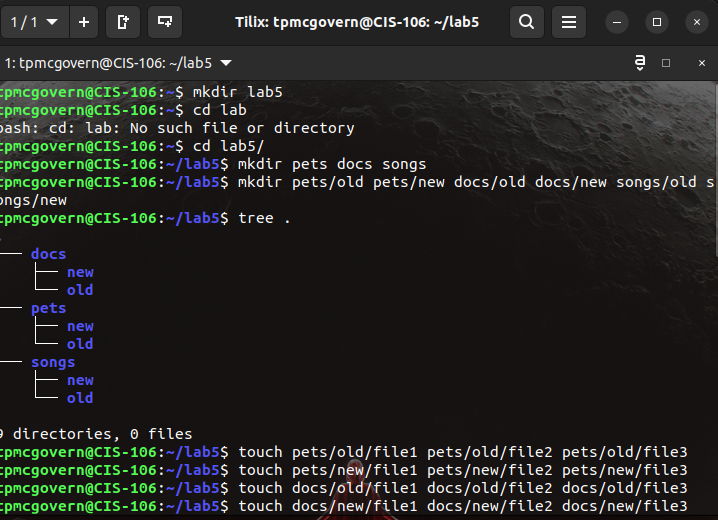 1 / 1
Tilix: tpmcgovern@CIS-106: ~/lab5
1: tpmcgovern@CIS-106: ~/lab5
tpmcgovern@CIS-106:~$ mkdir lab5
tpmcgovern@CIS-106:~$ cd lab
bash: cd: lab: No such file or directory
tpmcgovern@CIS-106:~$ cd lab5/
tpmcgovern@CIS-106:~/lab5$ mkdir pets docs songs
tpmcgovern@CIS-106:~/lab5$ mkdir pets/old pets/new docs/old docs/new songs/old s
ongs/new
tpmcgovern@CIS-106:~/lab5$ tree .
.
├── docs
│   ├── new
│   └── old
├── pets
│   ├── new
│   └── old
└── songs
    ├── new
    └── old
9 directories, 0 files
tpmcgovern@CIS-106:~/lab5$ touch pets/old/file1 pets/old/file2 pets/old/file3
tpmcgovern@CIS-106:~/lab5$ touch pets/new/file1 pets/new/file2 pets/new/file3
tpmcgovern@CIS-106:~/lab5$ touch docs/old/file1 docs/old/file2 docs/old/file3
tpmcgovern@CIS-106:~/lab5$ touch docs/new/file1 docs/new/file2 docs/new/file3